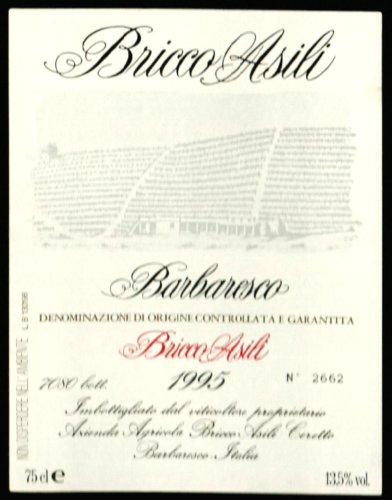 Bricco Asili
Barbaresco
DENOMINAZIONE DI ORIGINE CONTROLLATA E GARANTITA
Bricco Asili
7080 bott. 1995 N° 2662
Imbottigliato dal viticoltore proprietario
Azienda Agricola Bricco Asili Ceretto
Barbaresco-Italia
75 cl e 13,5% vol.
NON DISPERDERE NELL'AMBIENTE L. B 13098